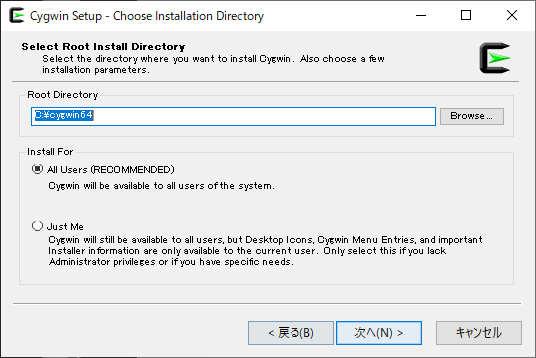 Cygwin Setup - Choose Installation Directory
Select Root Install Directory
Select the directory where you want to install Cygwin. Also choose a few
installation parameters.
Root Directory
C:¥cygwin64
Browse...
Install For
All Users (RECOMMENDED)
Cygwin will be available to all users of the system.
Just Me
Cygwin will still be available to all users, but Desktop Icons, Cygwin Menu Entries, and important
Installer information are only available to the current user. Only select this if you lack
Administrator privileges or if you have specific needs.
< 戻る(B)
次へ(N) >
キャンセル